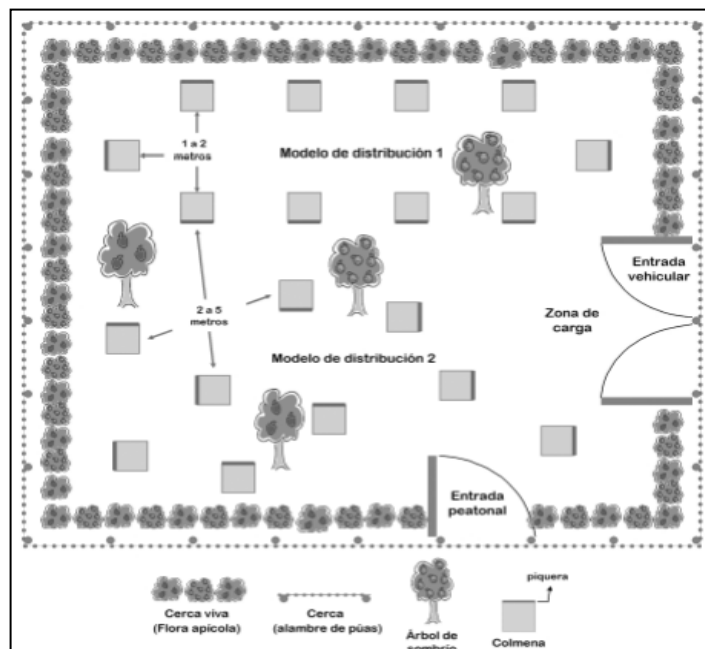 1 a 2
metros
Modelo de distribución 1
Entrada
vehicular
Zona de
carga
2 a 5
metros
Modelo de distribución 2
Entrada
peatonal
Cerca viva
(Flora apícola)
Cerca
(alambre de púas)
Árbol de
sombrío
piquera
Colmena